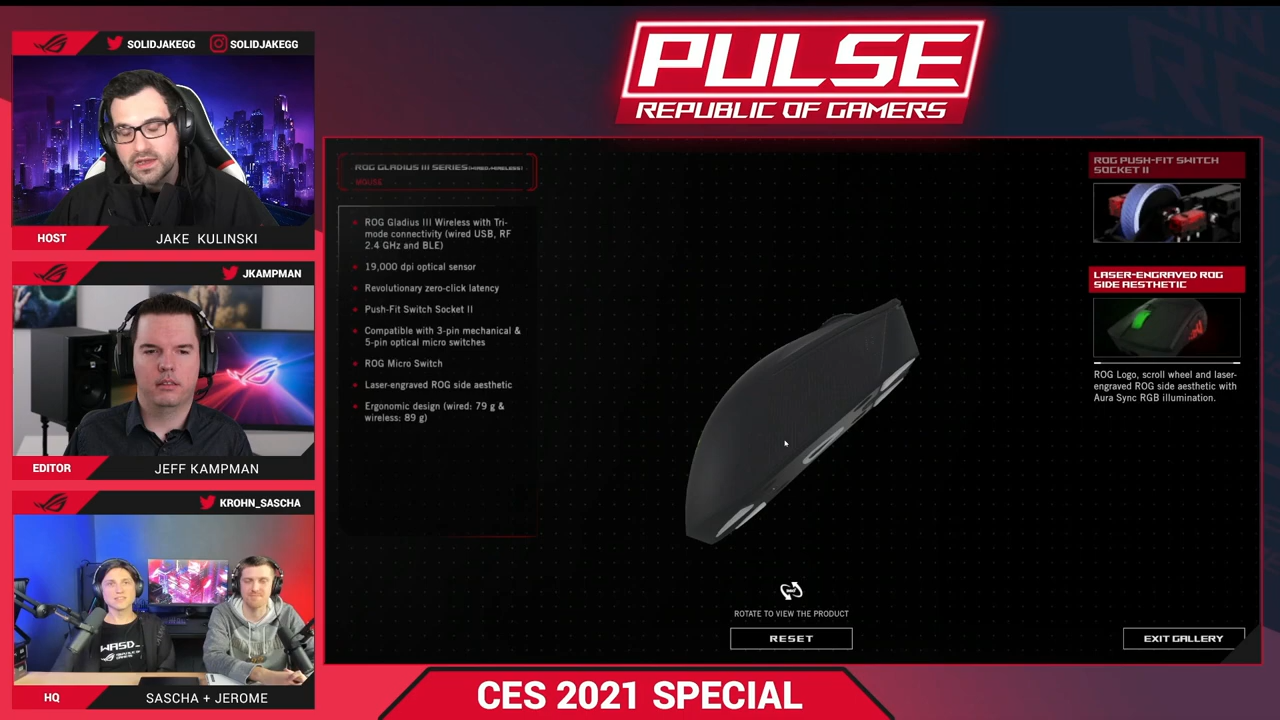 SOLIDJAKEGG SOLIDJAKEGG
HOST JAKE KULINSKI
JKAMPMAN
EDITOR JEFF KAMPMAN
KROHN_SASCHA
WASD_
HQ SASCHA + JEROME
PULSE
REPUBLIC OF GAMERS
ROG GLADIUS III SERIES (WIRED/WIRELESS)
MOUSE
ROG Gladius III Wireless with Tri-
mode connectivity (wired USB, RF
2.4 GHz and BLE)
19,000 dpi optical sensor
Revolutionary zero-click latency
Push-Fit Switch Socket II
Compatible with 3-pin mechanical &
5-pin optical micro switches
ROG Micro Switch
Laser-engraved ROG side aesthetic
Ergonomic design (wired: 79 g &
wireless: 89 g)
ROTATE TO VIEW THE PRODUCT
RESET
ROG PUSH-FIT SWITCH
SOCKET II
LASER-ENGRAVED ROG
SIDE AESTHETIC
ROG Logo, scroll wheel and laser-
engraved ROG side aesthetic with
Aura Sync RGB illumination.
EXIT GALLERY
CES 2021 SPECIAL